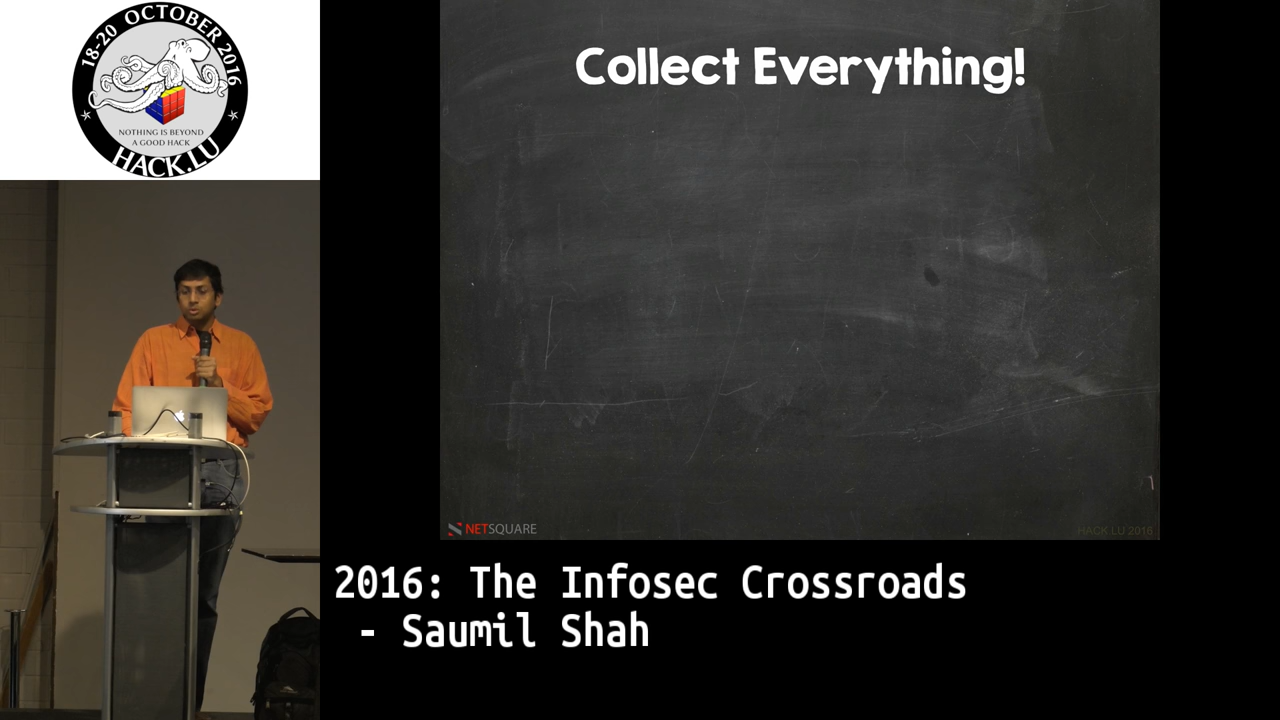 18-20 OCTOBER 2016
NOTHING IS BEYOND
A GOOD HACK
HACK.LU
Collect Everything!
NETSQUARE
HACK LU 2016
2016: The Infosec Crossroads
- Saumil Shah